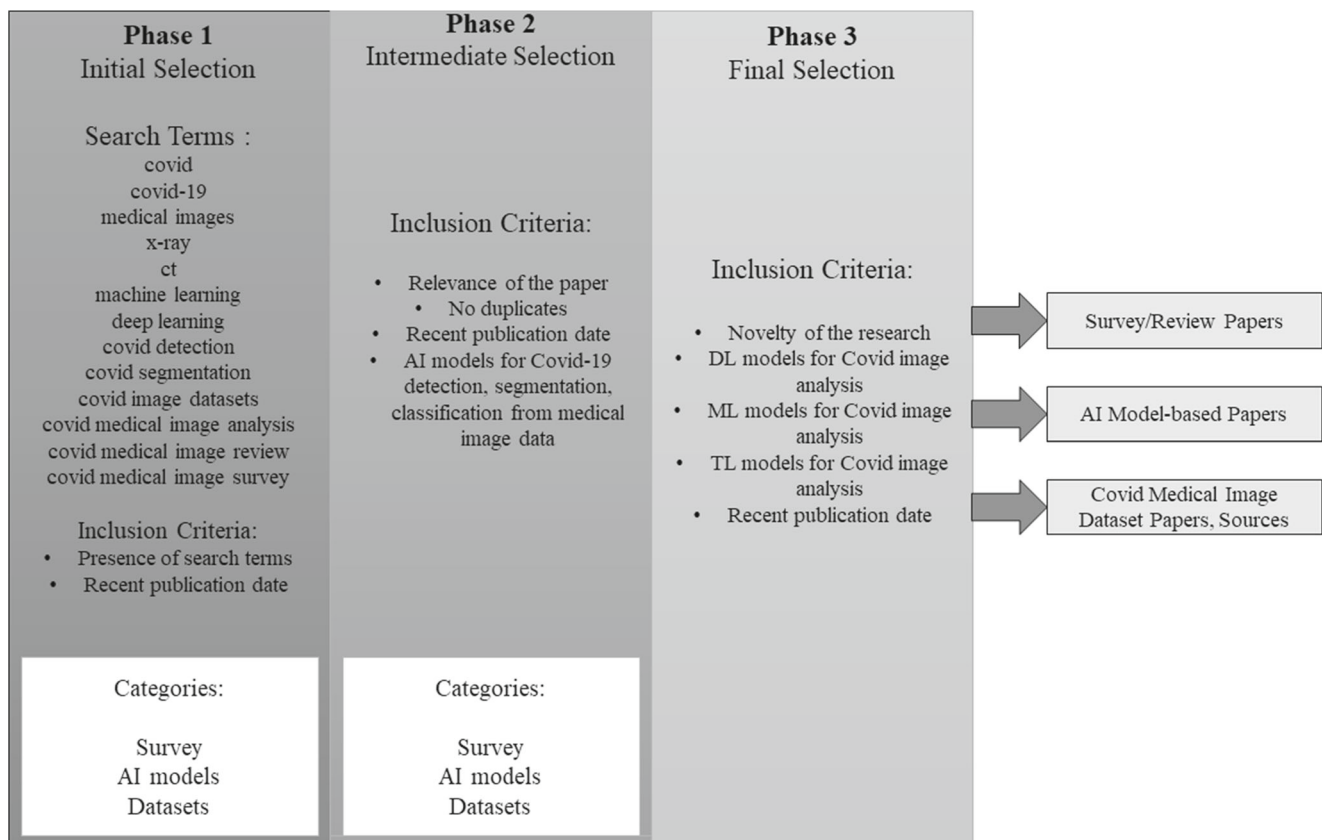 Phase 1
Initial Selection
Search Terms :
covid
covid-19
medical images
x-ray
ct
machine learning
deep learning
covid detection
covid segmentation
covid image datasets
covid medical image analysis
covid medical image review
covid medical image survey
Inclusion Criteria:
• Presence of search terms
• Recent publication date
Categories:
Survey
AI models
Datasets
Phase 2
Intermediate Selection
Inclusion Criteria:
• Relevance of the paper
• No duplicates
• Recent publication date
• AI models for Covid-19
detection, segmentation,
classification from medical
image data
Categories:
Survey
AI models
Datasets
Phase 3
Final Selection
Inclusion Criteria:
• Novelty of the research
• DL models for Covid image
analysis
• ML models for Covid image
analysis
• TL models for Covid image
analysis
• Recent publication date
Survey/Review Papers
AI Model-based Papers
Covid Medical Image
Dataset Papers, Sources